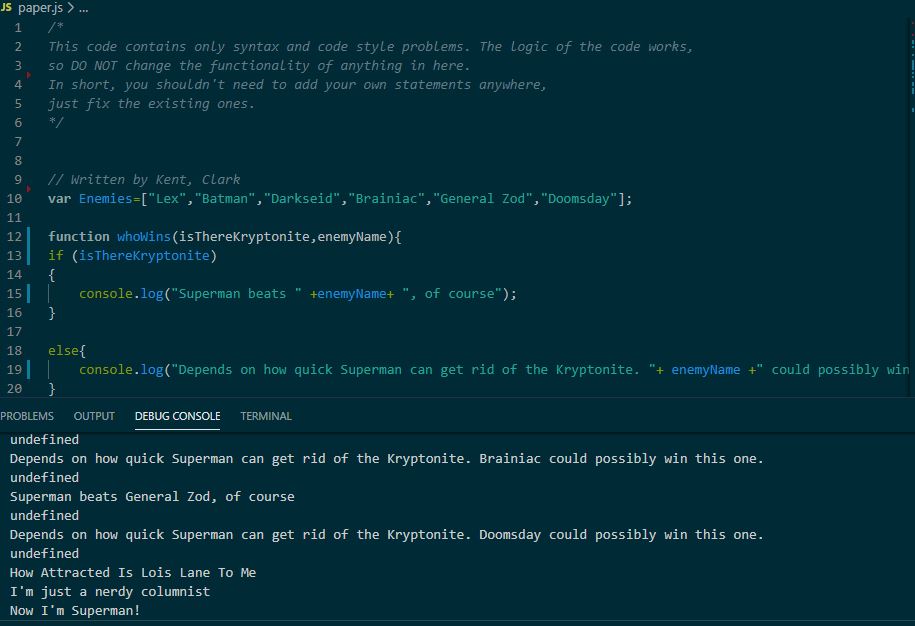 JS paper.js > ...
1 /*
2 This code contains only syntax and code style problems. The logic of the code works,
3 so DO NOT change the functionality of anything in here.
4 In short, you shouldn't need to add your own statements anywhere,
5 just fix the existing ones.
6 */
7
8
9 // Written by Kent, Clark
10 var Enemies=["Lex","Batman","Darkseid","Brainiac","General Zod","Doomsday"];
11
12 function whoWins(isThereKryptonite,enemyName){
13 if (isThereKryptonite)
14 {
15 console.log("Superman beats " +enemyName+ ", of course");
16 }
17
18 else{
19 console.log("Depends on how quick Superman can get rid of the Kryptonite. "+ enemyName +" could possibly win
20 }
PROBLEMS OUTPUT DEBUG CONSOLE TERMINAL
undefined
Depends on how quick Superman can get rid of the Kryptonite. Brainiac could possibly win this one.
undefined
Superman beats General Zod, of course
undefined
Depends on how quick Superman can get rid of the Kryptonite. Doomsday could possibly win this one.
undefined
How Attracted Is Lois Lane To Me
I'm just a nerdy columnist
Now I'm Superman!